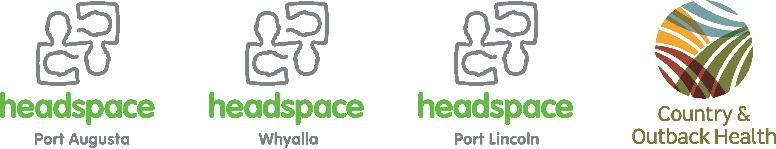 headspace
Port Augusta
headspace
Whyalla
headspace
Port Lincoln
Country &
Outback Health